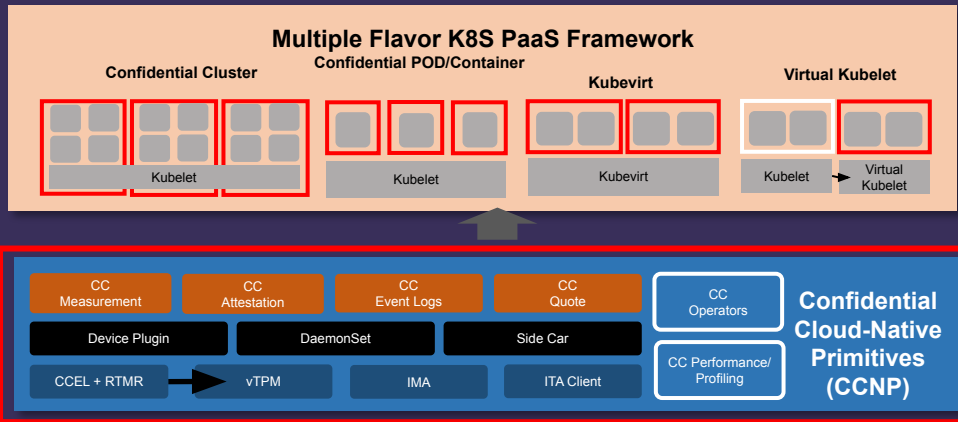 Multiple Flavor K8S PaaS Framework
Confidential Cluster
Confidential POD/Container
Kubevirt
Virtual Kubelet
Kubelet
Kubelet
Kubevirt
Kubelet
Virtual
Kubelet
CC
Measurement
CC
Attestation
CC
Event Logs
CC
Quote
CC
Operators
Device Plugin
DaemonSet
Side Car
CCEL + RTMR
vTPM
IMA
ITA Client
CC Performance/
Profiling
Confidential
Cloud-Native
Primitives
(CCNP)